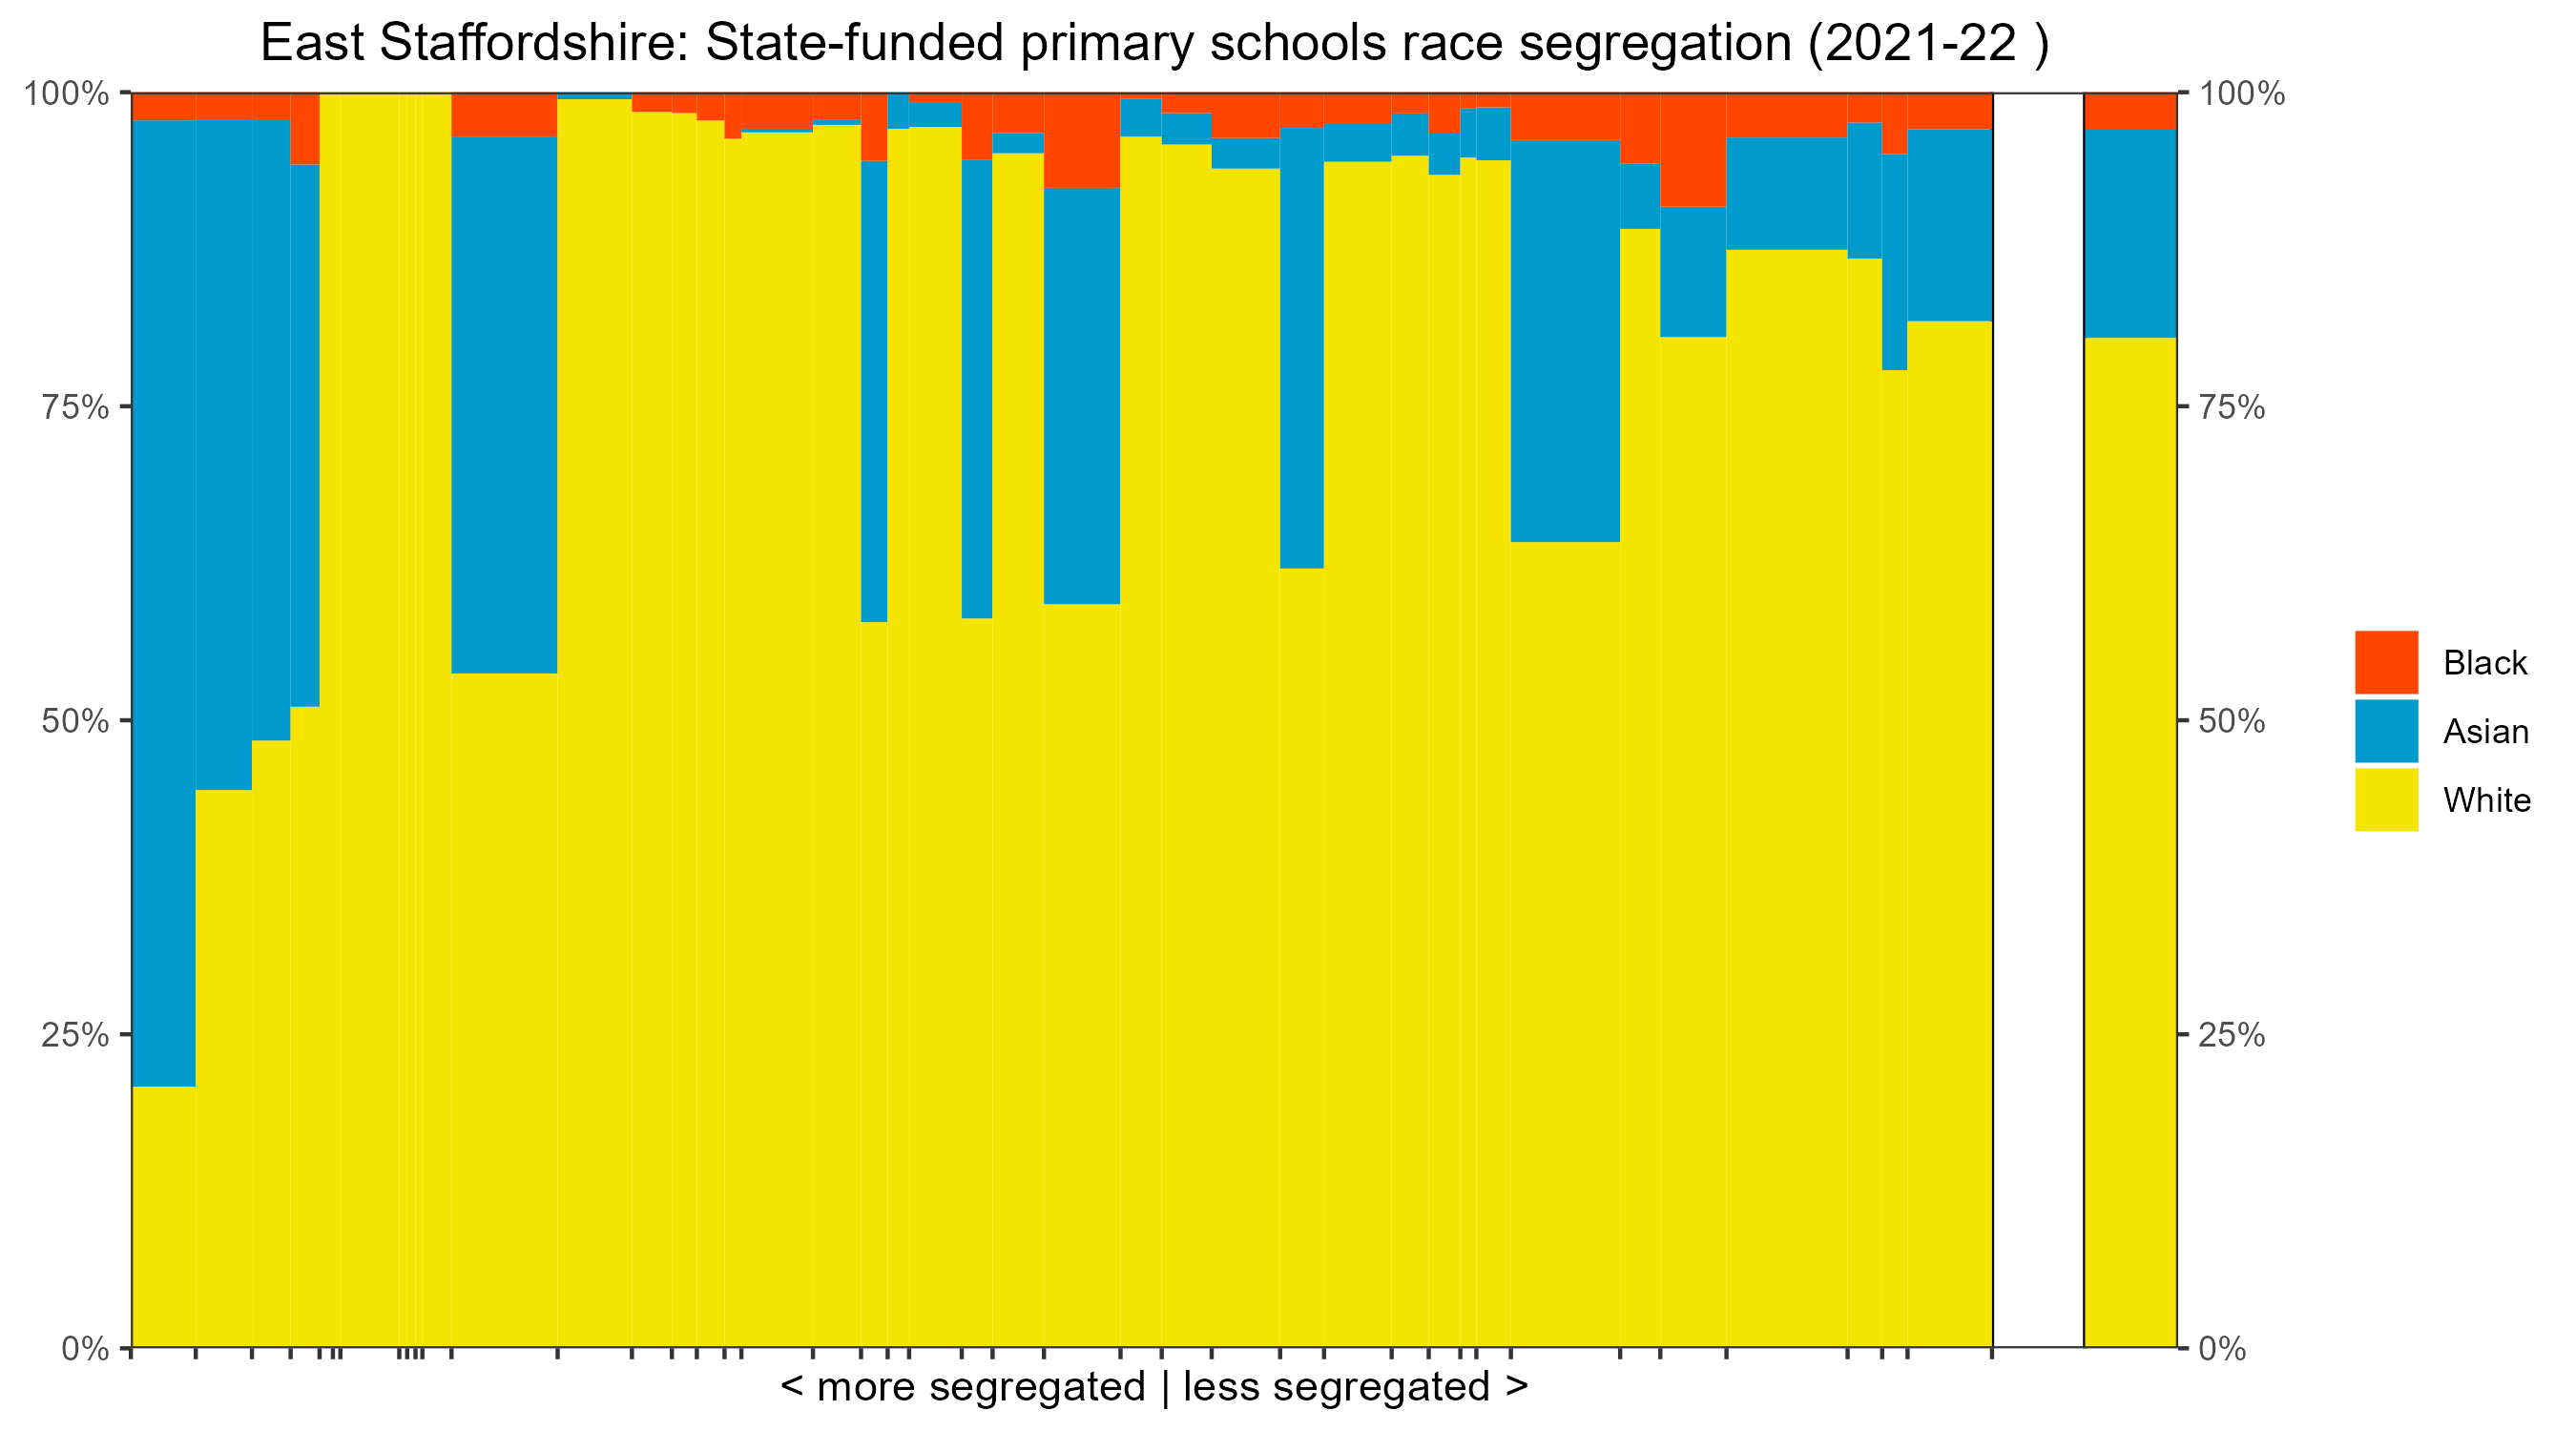 East Staffordshire: State-funded primary schools race segregation (2021-22 )
100%
75%
50%
25%
0%
100%
75%
50%
25%
0%
Black
Asian
White
< more segregated | less segregated >